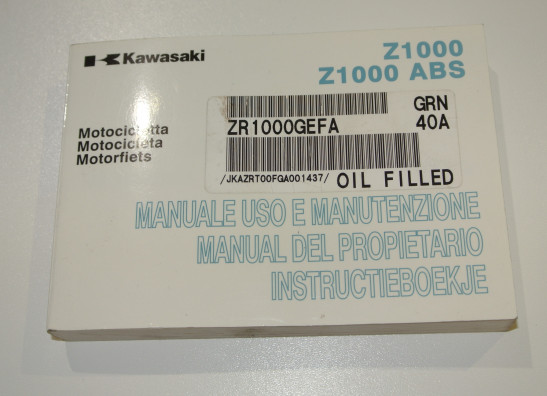 Kawasaki
Z1000
Z1000 ABS
Motocicletta
Motocicleta
Motorfiets
GRN
ZR1000GEFA 40A
/JKAZRT00FGA001437/ OIL FILLED
MANUALE USO E MANUTENZIONE
MANUAL DEL PROPIETARIO
INSTRUCTIEBOEKJE